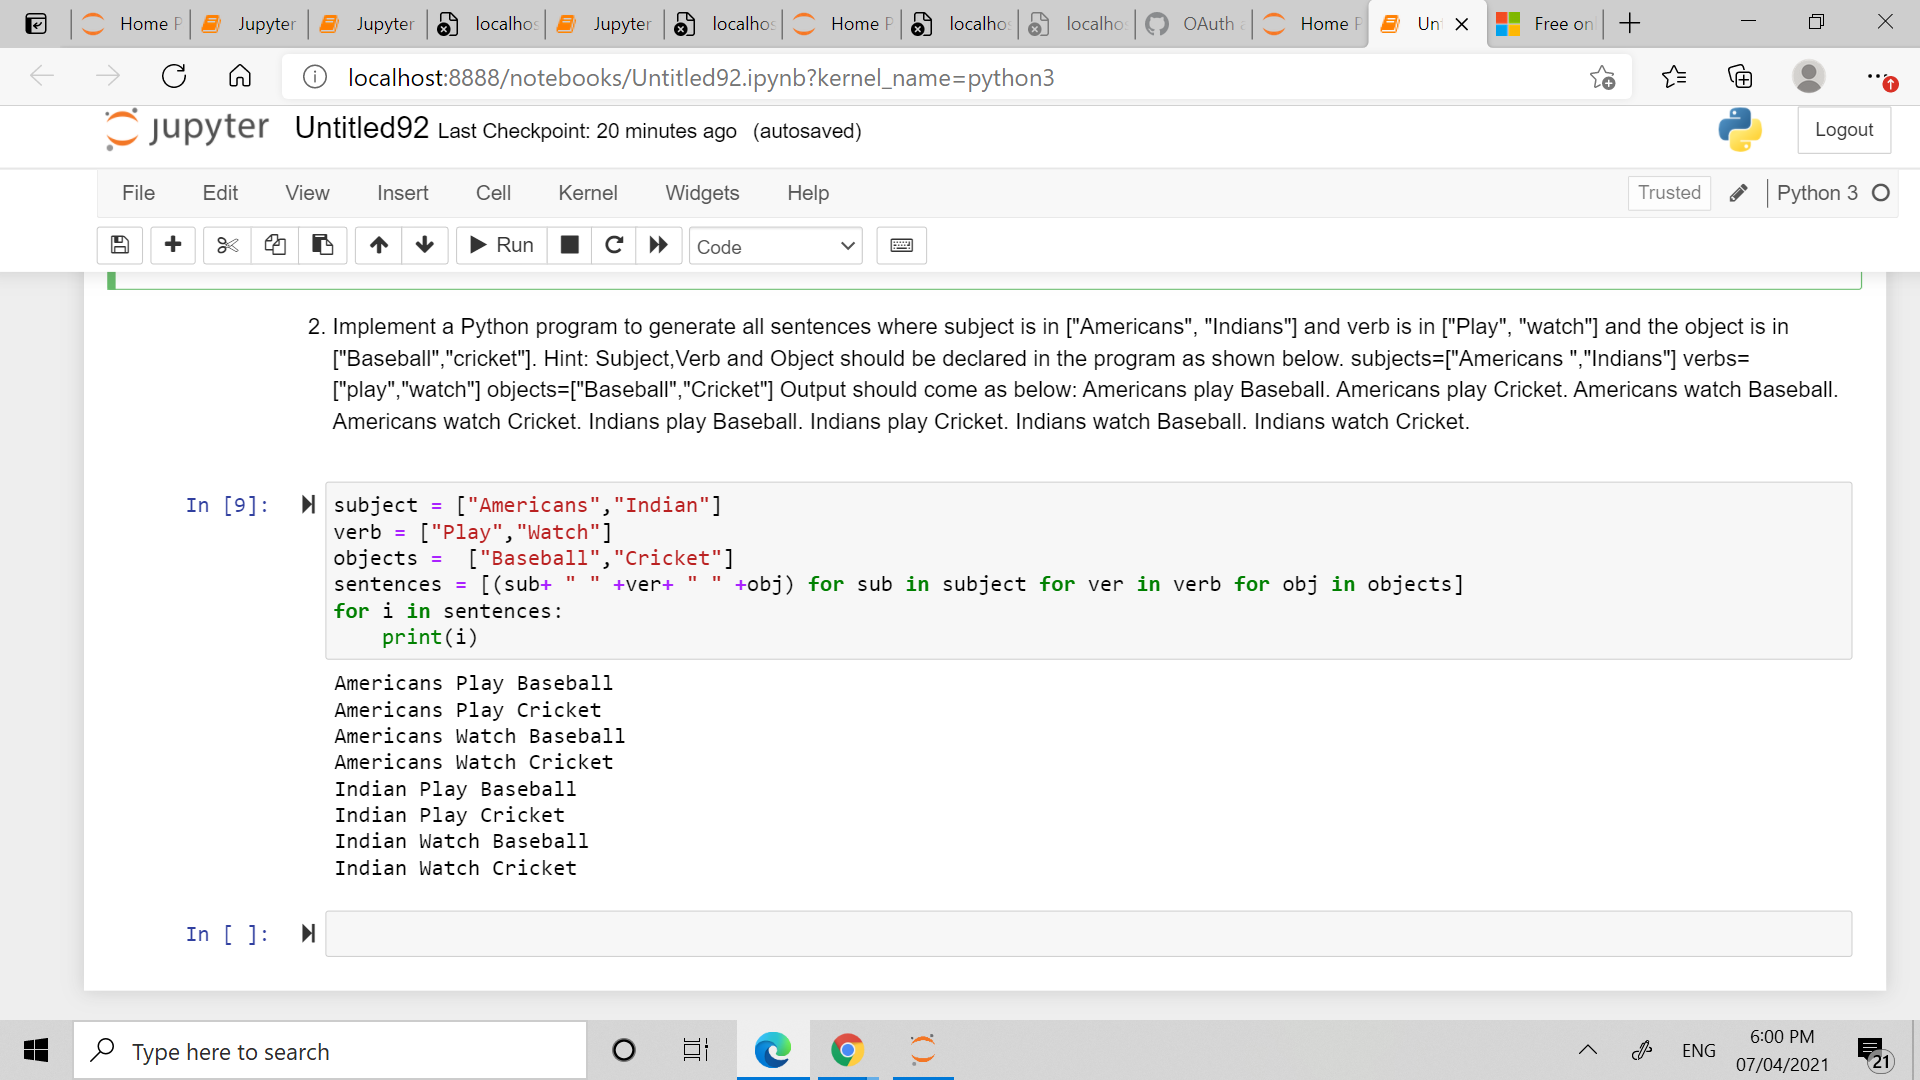 Home P Jupyter Jupyter localhos Jupyter localhos Home P localhos localhos OAuth a Home P Un Free on
localhost:8888/notebooks/Untitled92.ipynb?kernel_name=python3
jupyter Untitled92 Last Checkpoint: 20 minutes ago (autosaved) Logout
File Edit View Insert Cell Kernel Widgets Help Trusted Python 3
Run Code
2. Implement a Python program to generate all sentences where subject is in ["Americans", "Indians"] and verb is in ["Play", "watch"] and the object is in
["Baseball","cricket"]. Hint: Subject,Verb and Object should be declared in the program as shown below. subjects=["Americans ","Indians"] verbs=
["play","watch"] objects=["Baseball","Cricket"] Output should come as below: Americans play Baseball. Americans play Cricket. Americans watch Baseball.
Americans watch Cricket. Indians play Baseball. Indians play Cricket. Indians watch Baseball. Indians watch Cricket.
In [9]: subject = ["Americans","Indian"]
verb = ["Play","Watch"]
objects =  ["Baseball","Cricket"]
sentences = [(sub+ " " +ver+ " " +obj) for sub in subject for ver in verb for obj in objects]
for i in sentences:
    print(i)
Americans Play Baseball
Americans Play Cricket
Americans Watch Baseball
Americans Watch Cricket
Indian Play Baseball
Indian Play Cricket
Indian Watch Baseball
Indian Watch Cricket
In [ ]:
Type here to search ENG 6:00 PM
07/04/2021 21